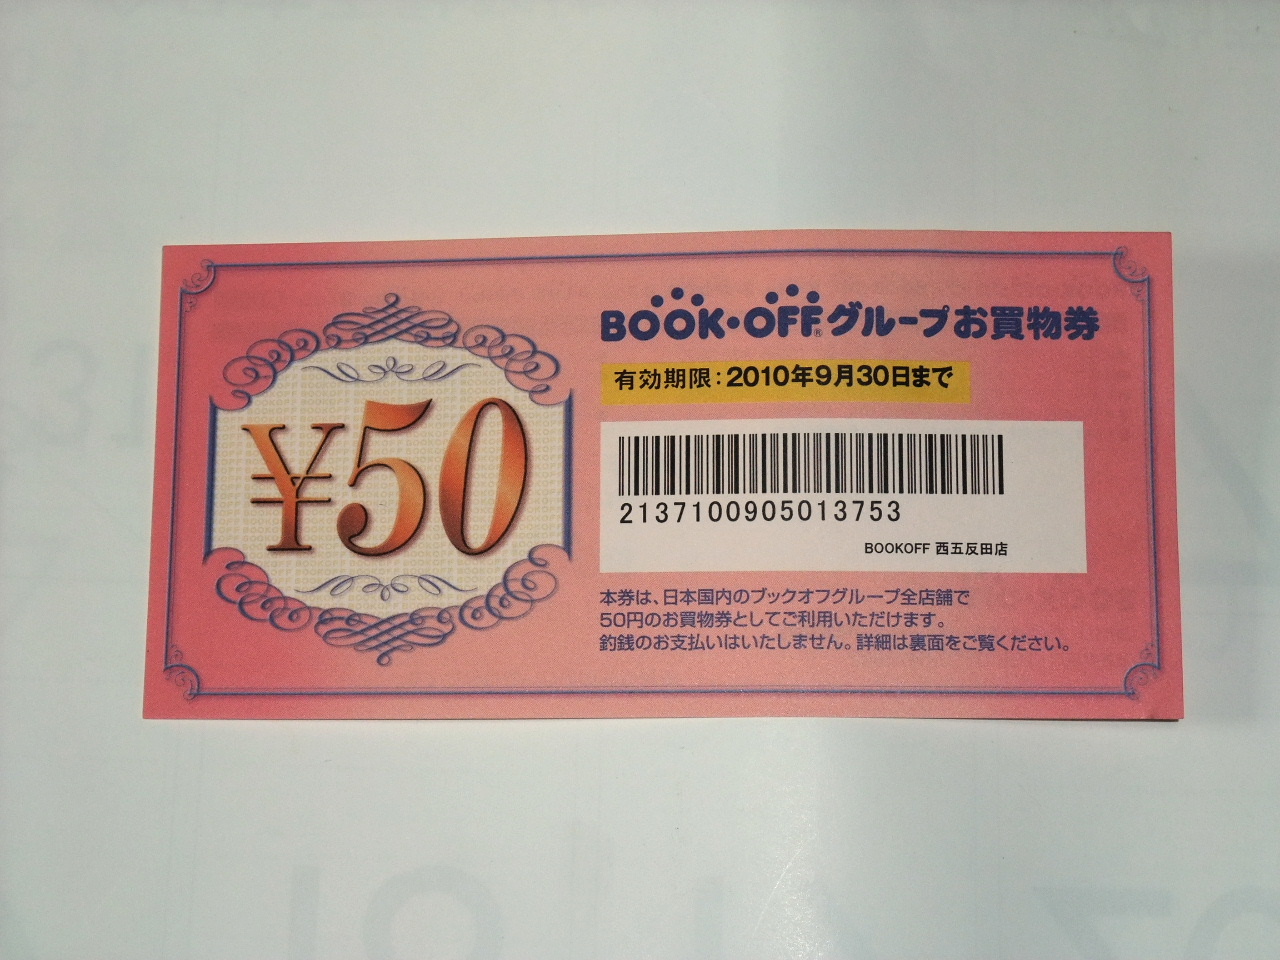 ¥50
BOOK・OFF®グループお買物券
有効期限：2010年9月30日まで
2137100905013753
BOOKOFF 西五反田店
本券は、日本国内のブックオフグループ全店舗で
50円のお買物券としてご利用いただけます。
釣銭のお支払いはいたしません。詳細は裏面をご覧ください。